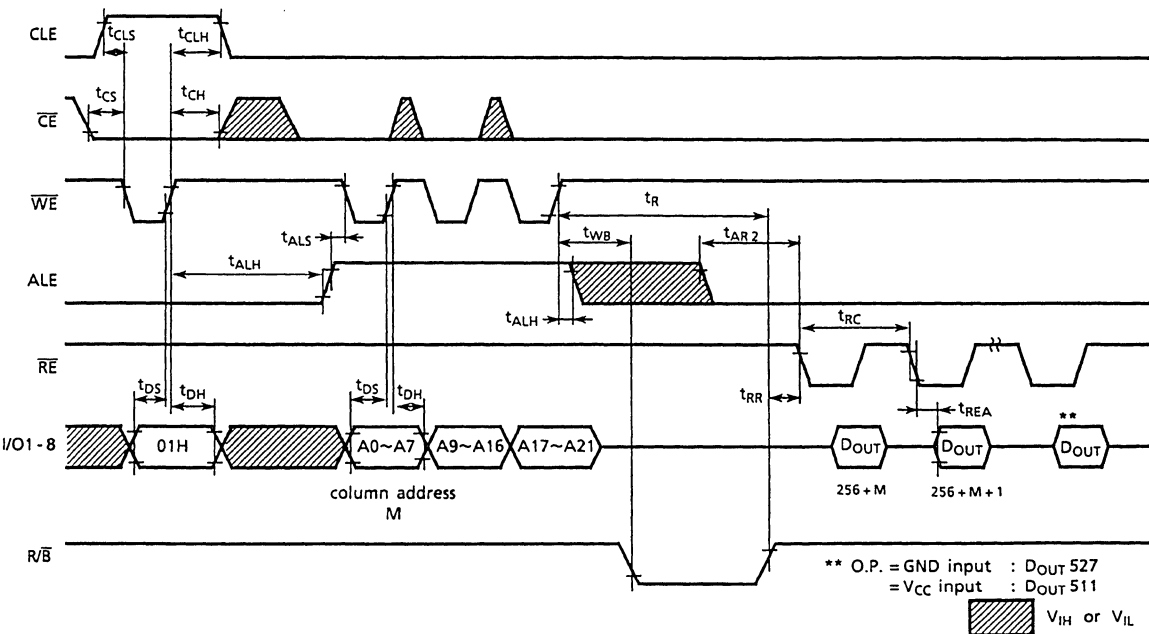 CLE
tCLS
tCLH
tCS
tCH
CE
WE
tR
tALS
tWB
tAR2
tALH
ALE
tALH
tRC
RE
tDS
tDH
tDS
tDH
tRR
tREA
**
I/O1-8
01H
A0~A7
A9~A16
A17~A21
DOUT
DOUT
DOUT
column address
M
256+M
256+M+1
R/B
** O.P. = GND input : DOUT 527
= VCC input : DOUT 511
VIH or VIL